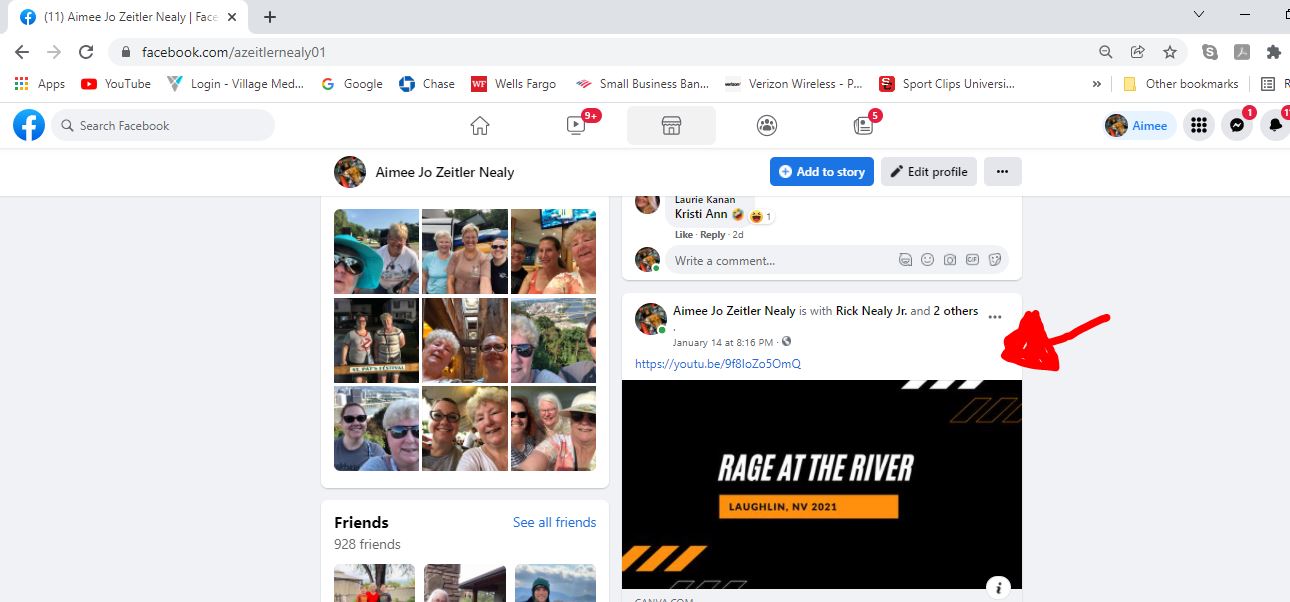 (11) Aimee Jo Zeitler Nealy | Face
facebook.com/azeitlernealy01
Apps YouTube Login - Village Med... Google Chase Wells Fargo Small Business Ban... Verizon Wireless - P... Sport Clips Universi... » Other bookmarks R
Search Facebook 9+ 5 Aimee 1
Aimee Jo Zeitler Nealy Add to story Edit profile ...
Laurie Kanan
Kristi Ann 🤣 1
Like · Reply · 2d
Write a comment...
GIF
Aimee Jo Zeitler Nealy is with Rick Nealy Jr. and 2 others
.
January 14 at 8:16 PM ·
https://youtu.be/9f8IoZo5OmQ
ST. PAT'S FESTIVAL
RAGE AT THE RIVER
LAUGHLIN, NV 2021
Friends See all friends
928 friends
CANVA.COM